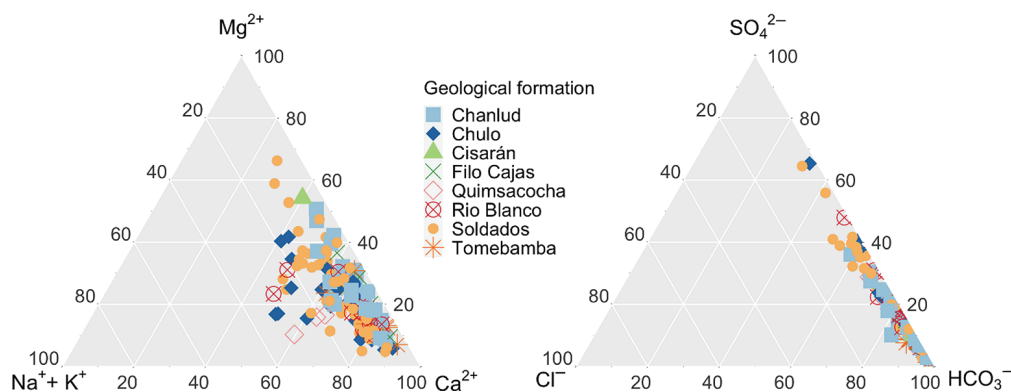 Mg²⁺
100
20
80
40
60
60
40
80
20
100
Na⁺+ K⁺
20
40
60
80
100
Ca²⁺
Geological formation
Chanlud
Chulo
Cisarán
Filo Cajas
Quimsacocha
Rio Blanco
Soldados
Tomebamba
SO₄²⁻
100
20
80
40
60
60
40
80
20
100
Cl⁻
20
40
60
80
100
HCO₃⁻